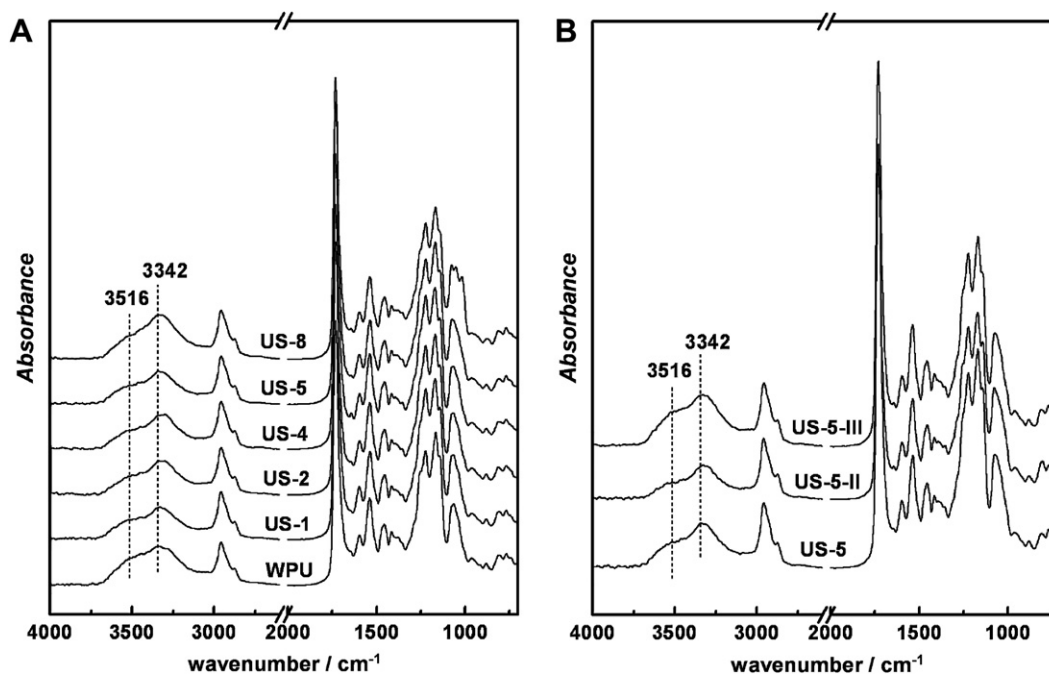 A
Absorbance
3516
3342
US-8
US-5
US-4
US-2
US-1
WPU
4000 3500 3000 2000 1500 1000
wavenumber / cm⁻¹
B
Absorbance
3516
3342
US-5-III
US-5-II
US-5
4000 3500 3000 2000 1500 1000
wavenumber / cm⁻¹